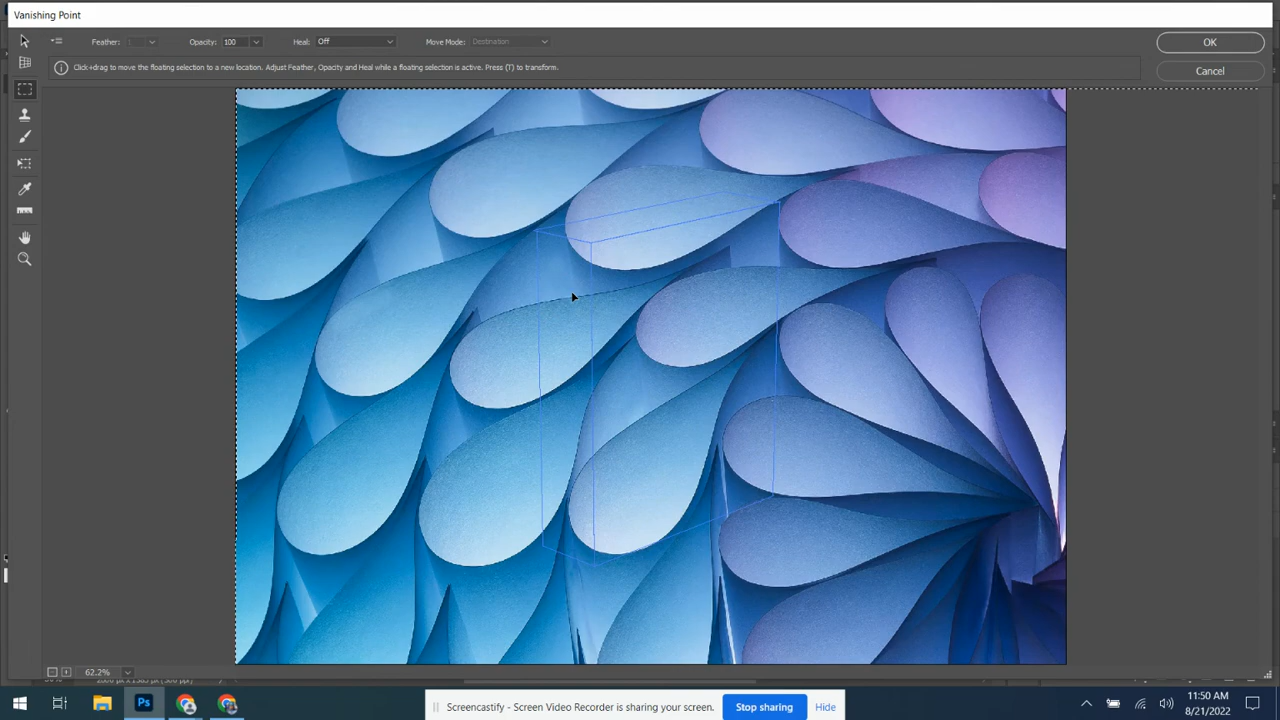 Vanishing Point
Feather:
Opacity: 100
Heal: Off
Move Mode: Destination
OK
Click+drag to move the floating selection to a new location. Adjust Feather, Opacity and Heal while a floating selection is active. Press (T) to transform.
Cancel
62.2%
Ps
Screencastify - Screen Video Recorder is sharing your screen.
Stop sharing
Hide
11:50 AM
8/21/2022